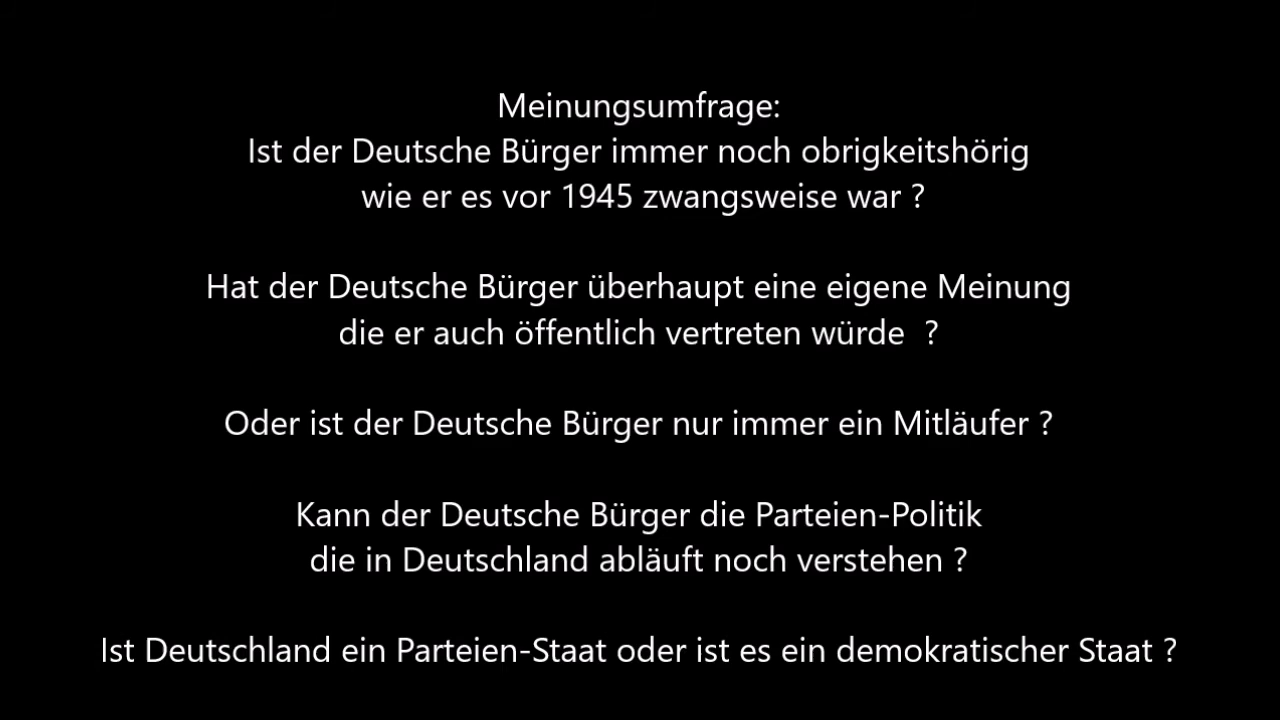 Meinungsumfrage:
Ist der Deutsche Bürger immer noch obrigkeitshörig
wie er es vor 1945 zwangsweise war ?
Hat der Deutsche Bürger überhaupt eine eigene Meinung
die er auch öffentlich vertreten würde  ?
Oder ist der Deutsche Bürger nur immer ein Mitläufer ?
Kann der Deutsche Bürger die Parteien-Politik
die in Deutschland abläuft noch verstehen ?
Ist Deutschland ein Parteien-Staat oder ist es ein demokratischer Staat ?